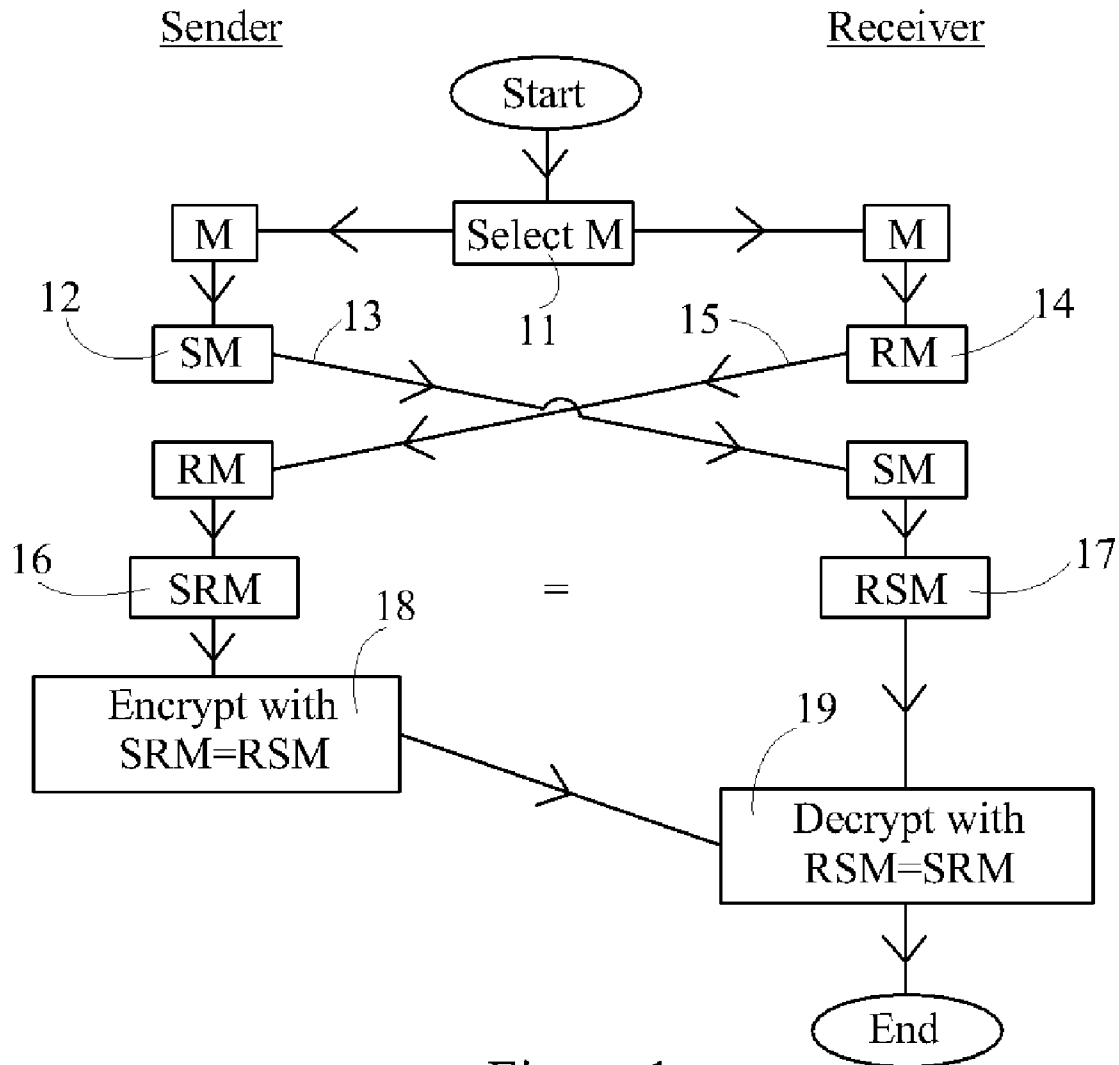 Sender
Receiver
Start
M
Select M
M
12
13
11
15
14
SM
RM
RM
SM
16
17
SRM
=
RSM
18
Encrypt with
SRM=RSM
19
Decrypt with
RSM=SRM
End